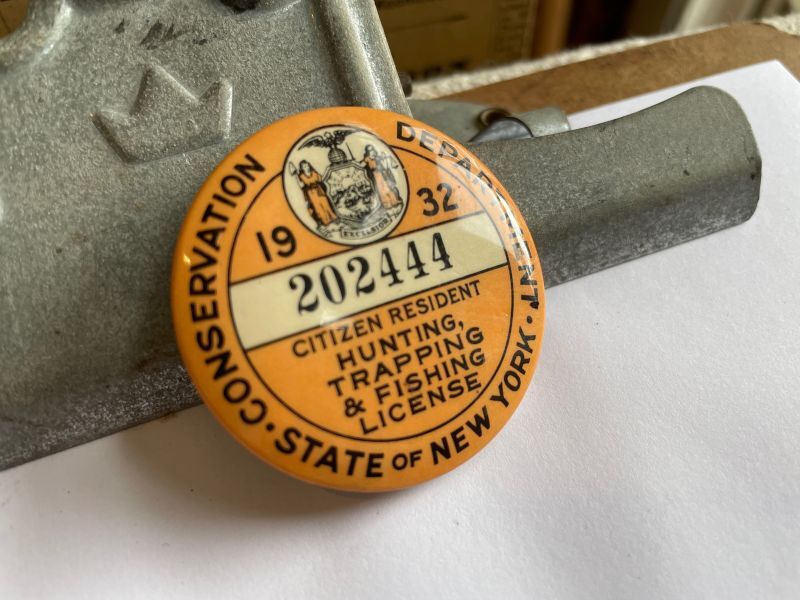 CONSERVATION DEPARTMENT
EXCELSIOR
19 32
202444
CITIZEN RESIDENT
HUNTING,
TRAPPING
& FISHING
LICENSE
STATE OF NEW YORK